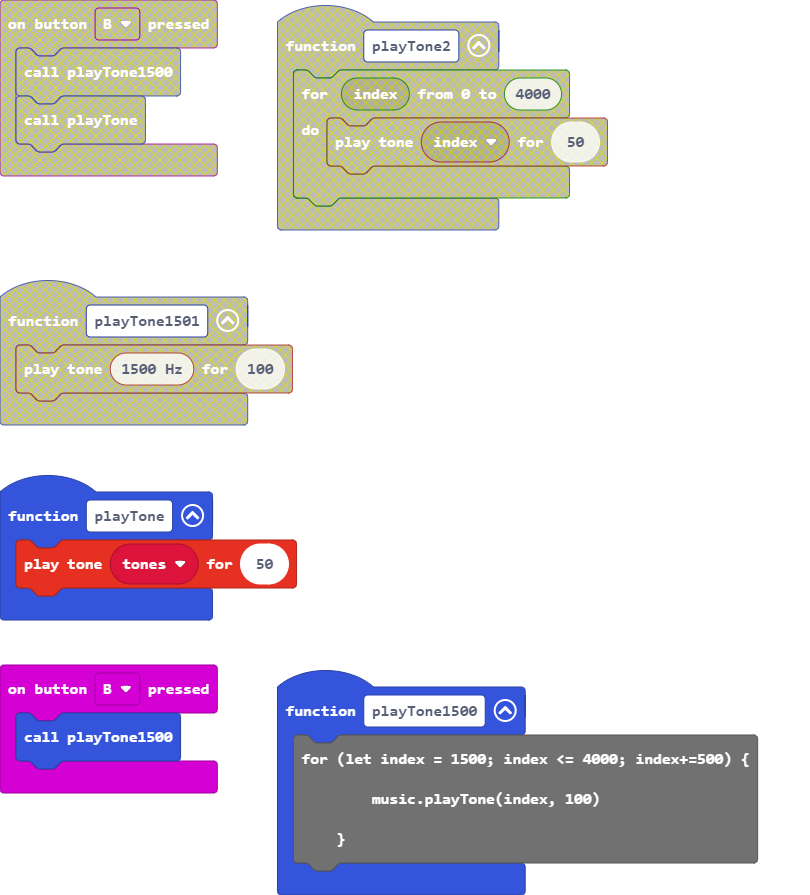 on button B pressed
call playTone1500
call playTone
function playTone2
for index from 0 to 4000
do
play tone index for 50
function playTone1501
play tone 1500 Hz for 100
function playTone
play tone tones for 50
on button B pressed
call playTone1500
function playTone1500
for (let index = 1500; index <= 4000; index+=500) {
music.playTone(index, 100)
}